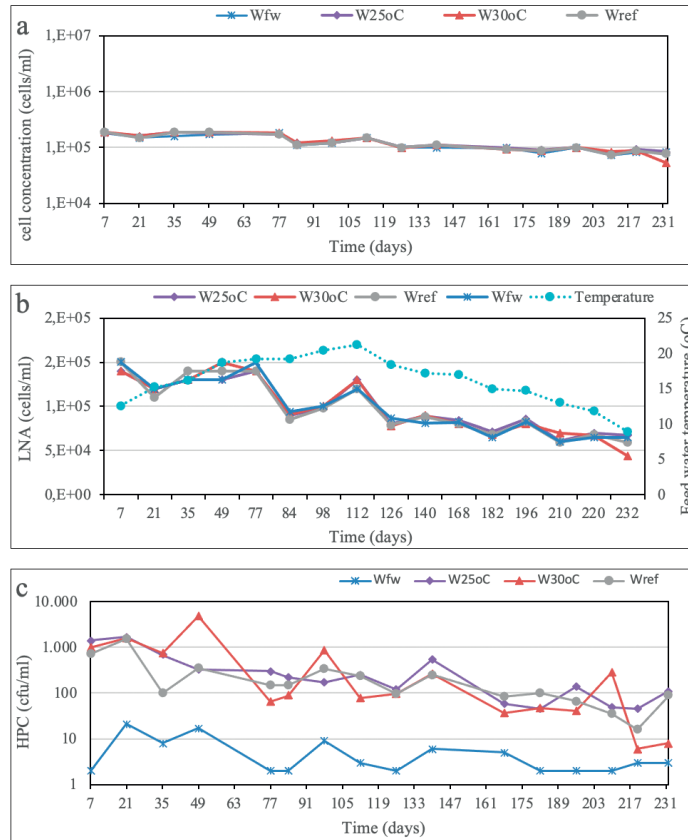 a
Wfw W25oC W30oC Wref
cell concentration (cells/ml)
1,E+07
1,E+06
1,E+05
1,E+04
7 21 35 49 63 77 91 105 119 133 147 161 175 189 203 217 231
Time (days)
b
W25oC W30oC Wref Wfw Temperature
LNA (cells/ml)
2,E+05
2,E+05
1,E+05
5,E+04
0,E+00
25
20
15
10
5
0
Feed water temperature (oC)
7 21 35 49 77 84 98 112 126 140 168 182 196 210 220 232
Time (days)
c
Wfw W25oC W30oC Wref
HPC (cfu/ml)
10.000
1.000
100
10
1
7 21 35 49 63 77 91 105 119 133 147 161 175 189 203 217 231
Time (days)